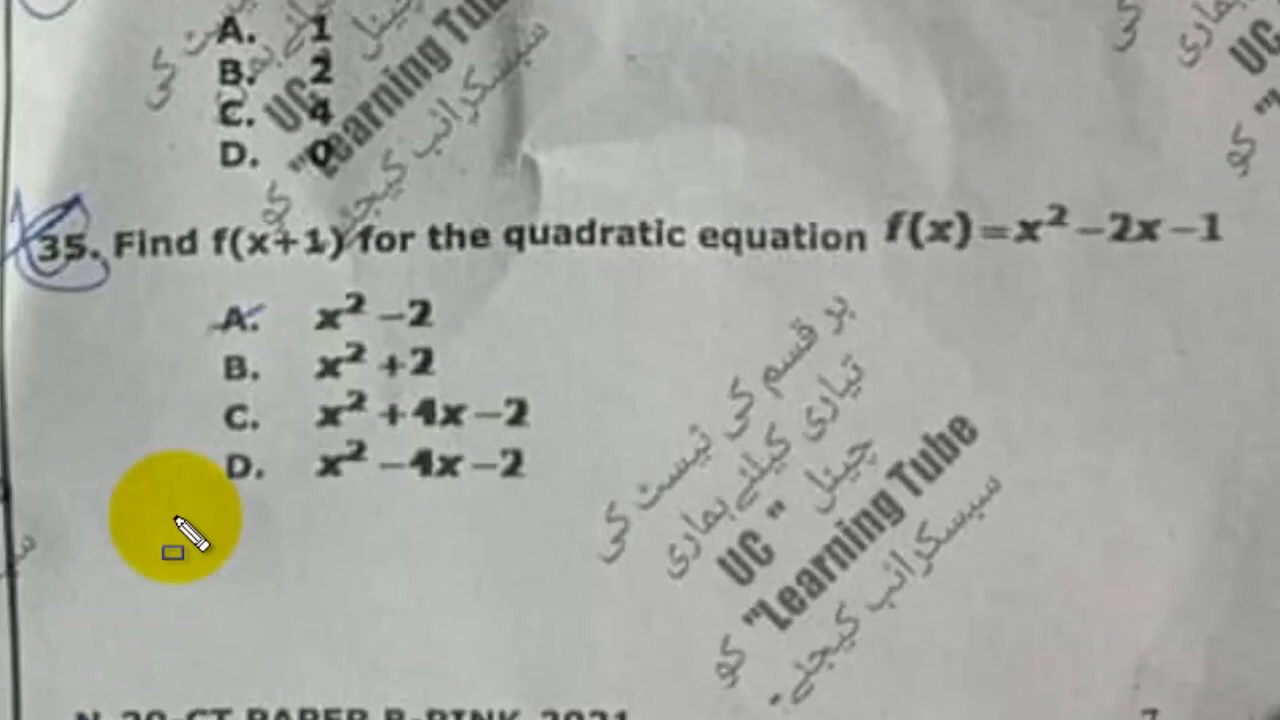 A. 1
B. 2
C. 4
D. 0
35. Find f(x+1) for the quadratic equation f(x)=x²-2x-1
A. x²-2
B. x²+2
C. x²+4x-2
D. x²-4x-2
ہر قسم کی ٹیسٹ کی
تیاری کیلئے ہماری
چینل " UC
Learning Tube" کو
سبسکرائب کیجئے۔